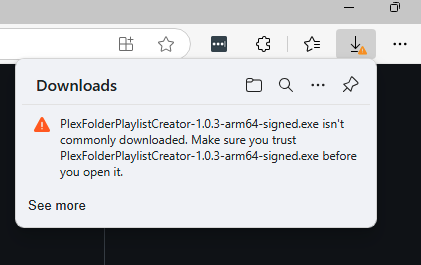 Downloads
PlexFolderPlaylistCreator-1.0.3-arm64-signed.exe isn't
commonly downloaded. Make sure you trust
PlexFolderPlaylistCreator-1.0.3-arm64-signed.exe before
you open it.
See more